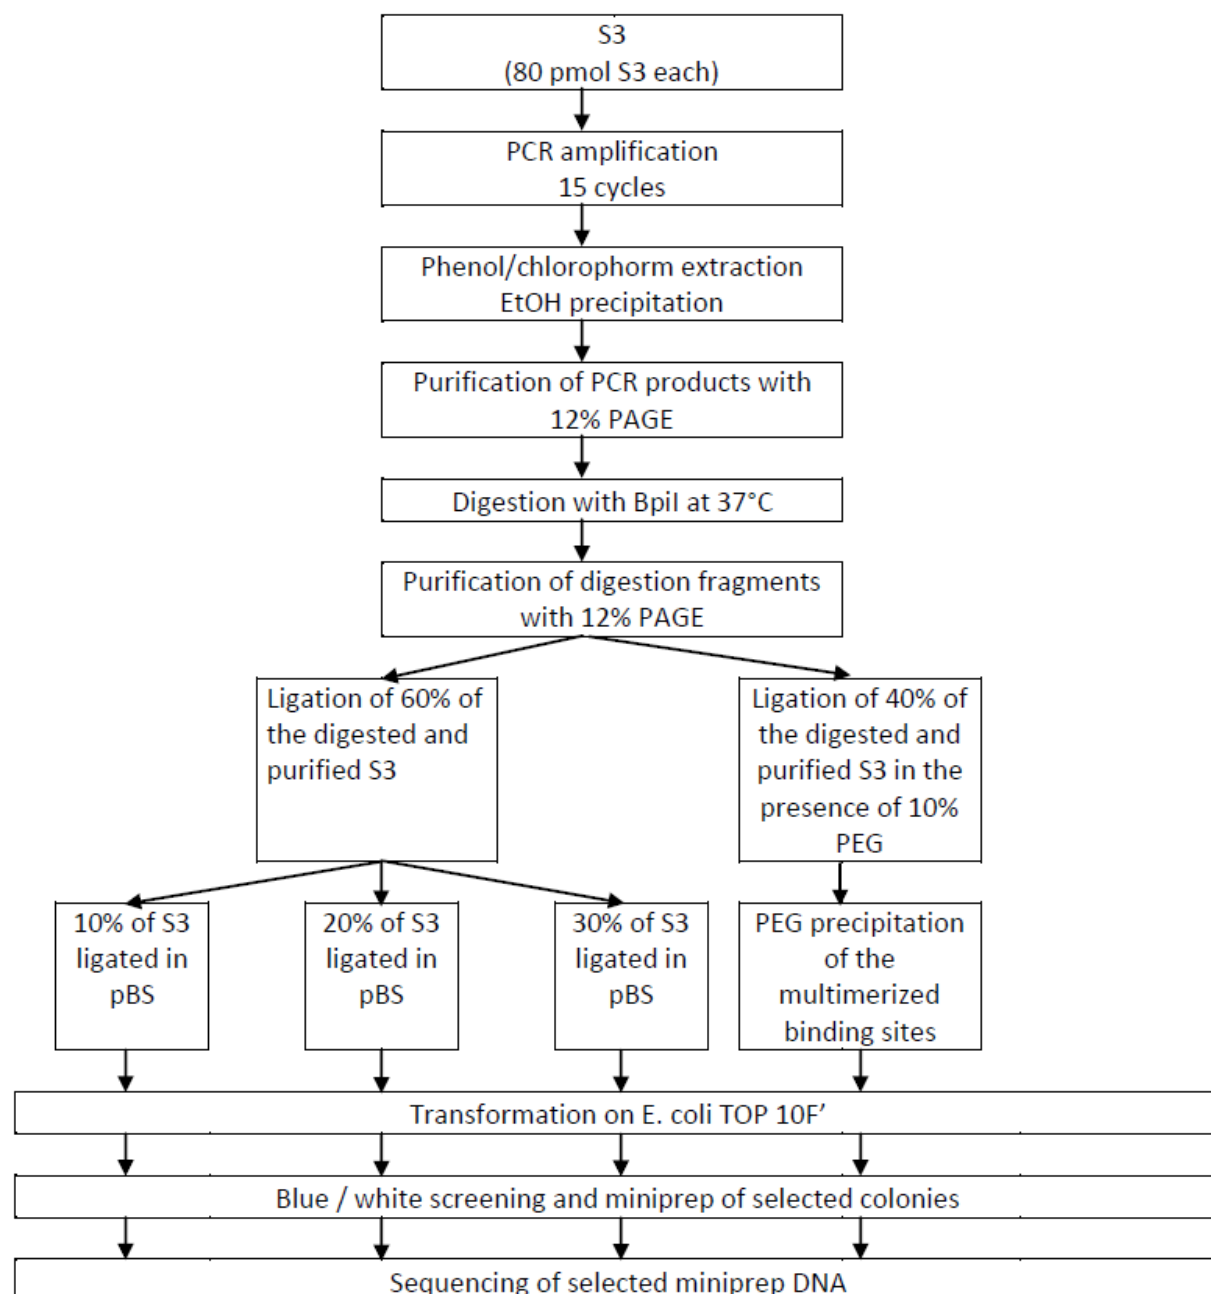 S3
(80 pmol S3 each)
PCR amplification
15 cycles
Phenol/chlorophorm extraction
EtOH precipitation
Purification of PCR products with
12% PAGE
Digestion with BpiI at 37°C
Purification of digestion fragments
with 12% PAGE
Ligation of 60% of
the digested and
purified S3
Ligation of 40% of
the digested and
purified S3 in the
presence of 10%
PEG
10% of S3
ligated in
pBS
20% of S3
ligated in
pBS
30% of S3
ligated in
pBS
PEG precipitation
of the
multimerized
binding sites
Transformation on E. coli TOP 10F’
Blue / white screening and miniprep of selected colonies
Sequencing of selected miniprep DNA